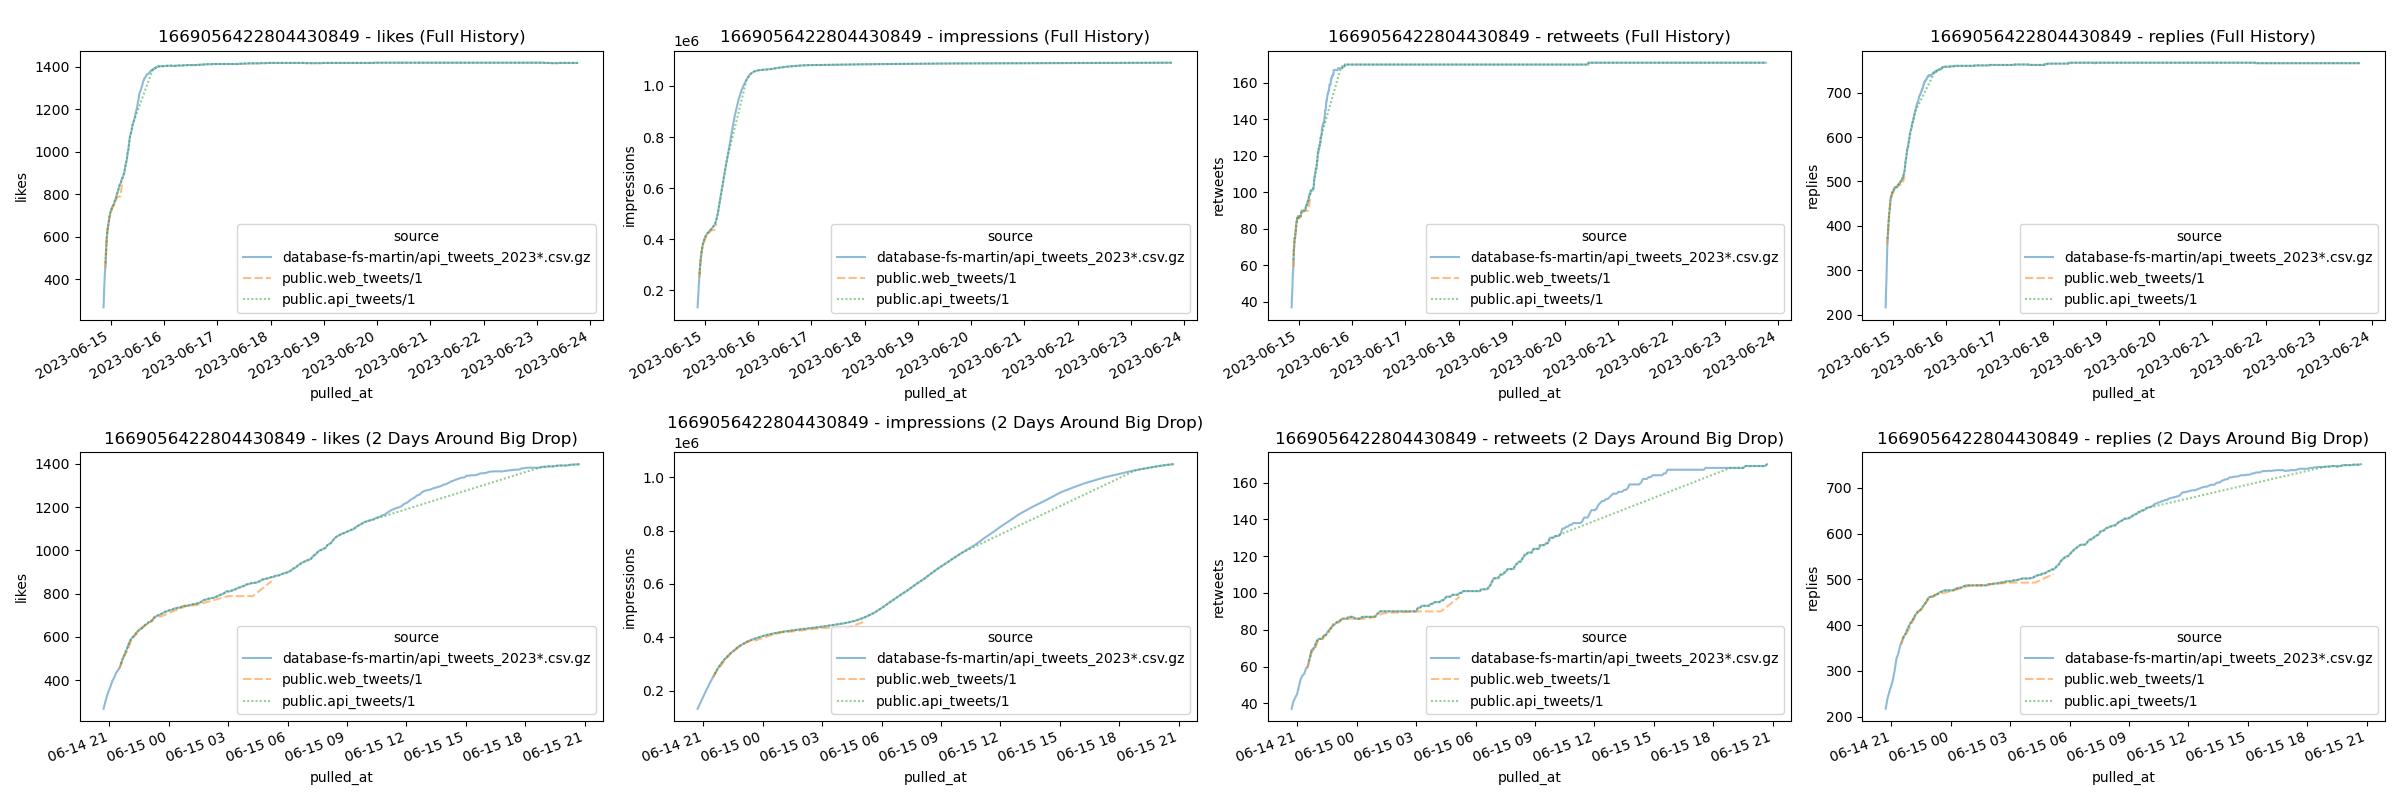 1669056422804430849 - likes (Full History)
1400
1200
1000
800
600
400
likes
source
database-fs-martin/api_tweets_2023*.csv.gz
public.web_tweets/1
public.api_tweets/1
2023-06-15
2023-06-16
2023-06-17
2023-06-18
2023-06-19
2023-06-20
2023-06-21
2023-06-22
2023-06-23
2023-06-24
pulled_at
1669056422804430849 - impressions (Full History)
1e6
1.0
0.8
0.6
0.4
0.2
impressions
source
database-fs-martin/api_tweets_2023*.csv.gz
public.web_tweets/1
public.api_tweets/1
2023-06-15
2023-06-16
2023-06-17
2023-06-18
2023-06-19
2023-06-20
2023-06-21
2023-06-22
2023-06-23
2023-06-24
pulled_at
1669056422804430849 - retweets (Full History)
160
140
120
100
80
60
40
retweets
source
database-fs-martin/api_tweets_2023*.csv.gz
public.web_tweets/1
public.api_tweets/1
2023-06-15
2023-06-16
2023-06-17
2023-06-18
2023-06-19
2023-06-20
2023-06-21
2023-06-22
2023-06-23
2023-06-24
pulled_at
1669056422804430849 - replies (Full History)
700
600
500
400
300
200
replies
source
database-fs-martin/api_tweets_2023*.csv.gz
public.web_tweets/1
public.api_tweets/1
2023-06-15
2023-06-16
2023-06-17
2023-06-18
2023-06-19
2023-06-20
2023-06-21
2023-06-22
2023-06-23
2023-06-24
pulled_at
1669056422804430849 - likes (2 Days Around Big Drop)
1400
1200
1000
800
600
400
likes
source
database-fs-martin/api_tweets_2023*.csv.gz
public.web_tweets/1
public.api_tweets/1
06-14 21
06-15 00
06-15 03
06-15 06
06-15 09
06-15 12
06-15 15
06-15 18
06-15 21
pulled_at
1669056422804430849 - impressions (2 Days Around Big Drop)
1e6
1.0
0.8
0.6
0.4
0.2
impressions
source
database-fs-martin/api_tweets_2023*.csv.gz
public.web_tweets/1
public.api_tweets/1
06-14 21
06-15 00
06-15 03
06-15 06
06-15 09
06-15 12
06-15 15
06-15 18
06-15 21
pulled_at
1669056422804430849 - retweets (2 Days Around Big Drop)
160
140
120
100
80
60
40
retweets
source
database-fs-martin/api_tweets_2023*.csv.gz
public.web_tweets/1
public.api_tweets/1
06-14 21
06-15 00
06-15 03
06-15 06
06-15 09
06-15 12
06-15 15
06-15 18
06-15 21
pulled_at
1669056422804430849 - replies (2 Days Around Big Drop)
700
600
500
400
300
200
replies
source
database-fs-martin/api_tweets_2023*.csv.gz
public.web_tweets/1
public.api_tweets/1
06-14 21
06-15 00
06-15 03
06-15 06
06-15 09
06-15 12
06-15 15
06-15 18
06-15 21
pulled_at